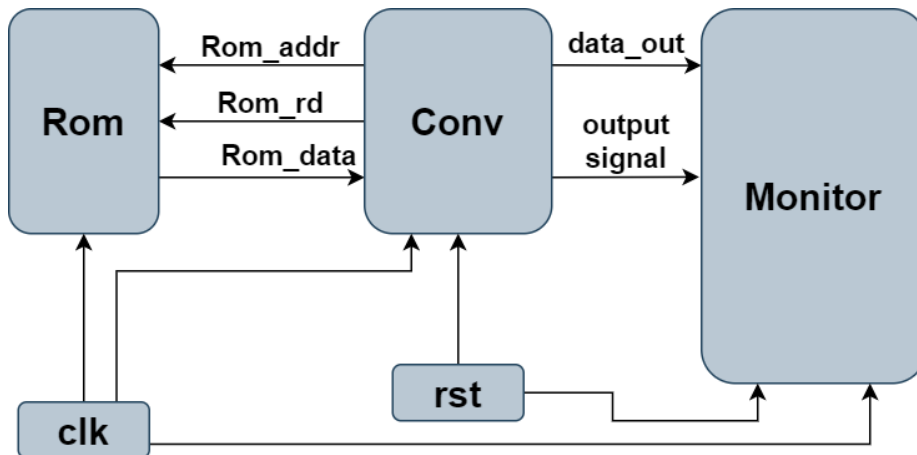 Rom_addr
data_out
Rom
Rom_rd
Conv
output
signal
Rom_data
Monitor
rst
clk